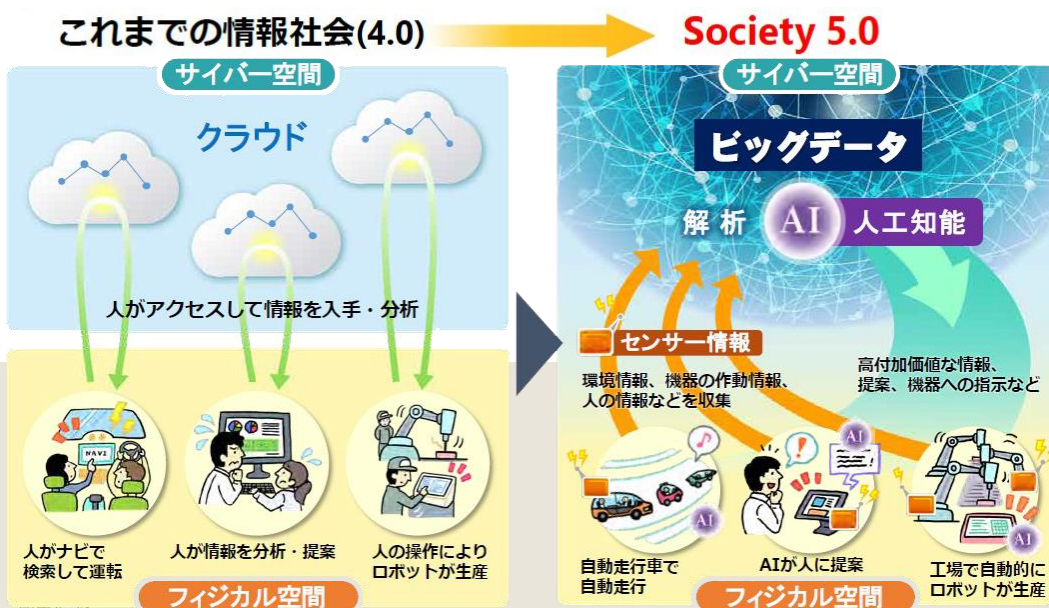 これまでの情報社会(4.0)
Society 5.0
サイバー空間
クラウド
人がアクセスして情報を入手・分析
NAVI
人がナビで
検索して運転
人が情報を分析・提案
人の操作により
ロボットが生産
フィジカル空間
サイバー空間
ビッグデータ
解析
AI
人工知能
センサー情報
環境情報、機器の作動情報、
人の情報などを収集
高付加価値な情報、
提案、機器への指示など
AI
自動走行車で
自動走行
AI
AIが人に提案
AI
工場で自動的に
ロボットが生産
フィジカル空間